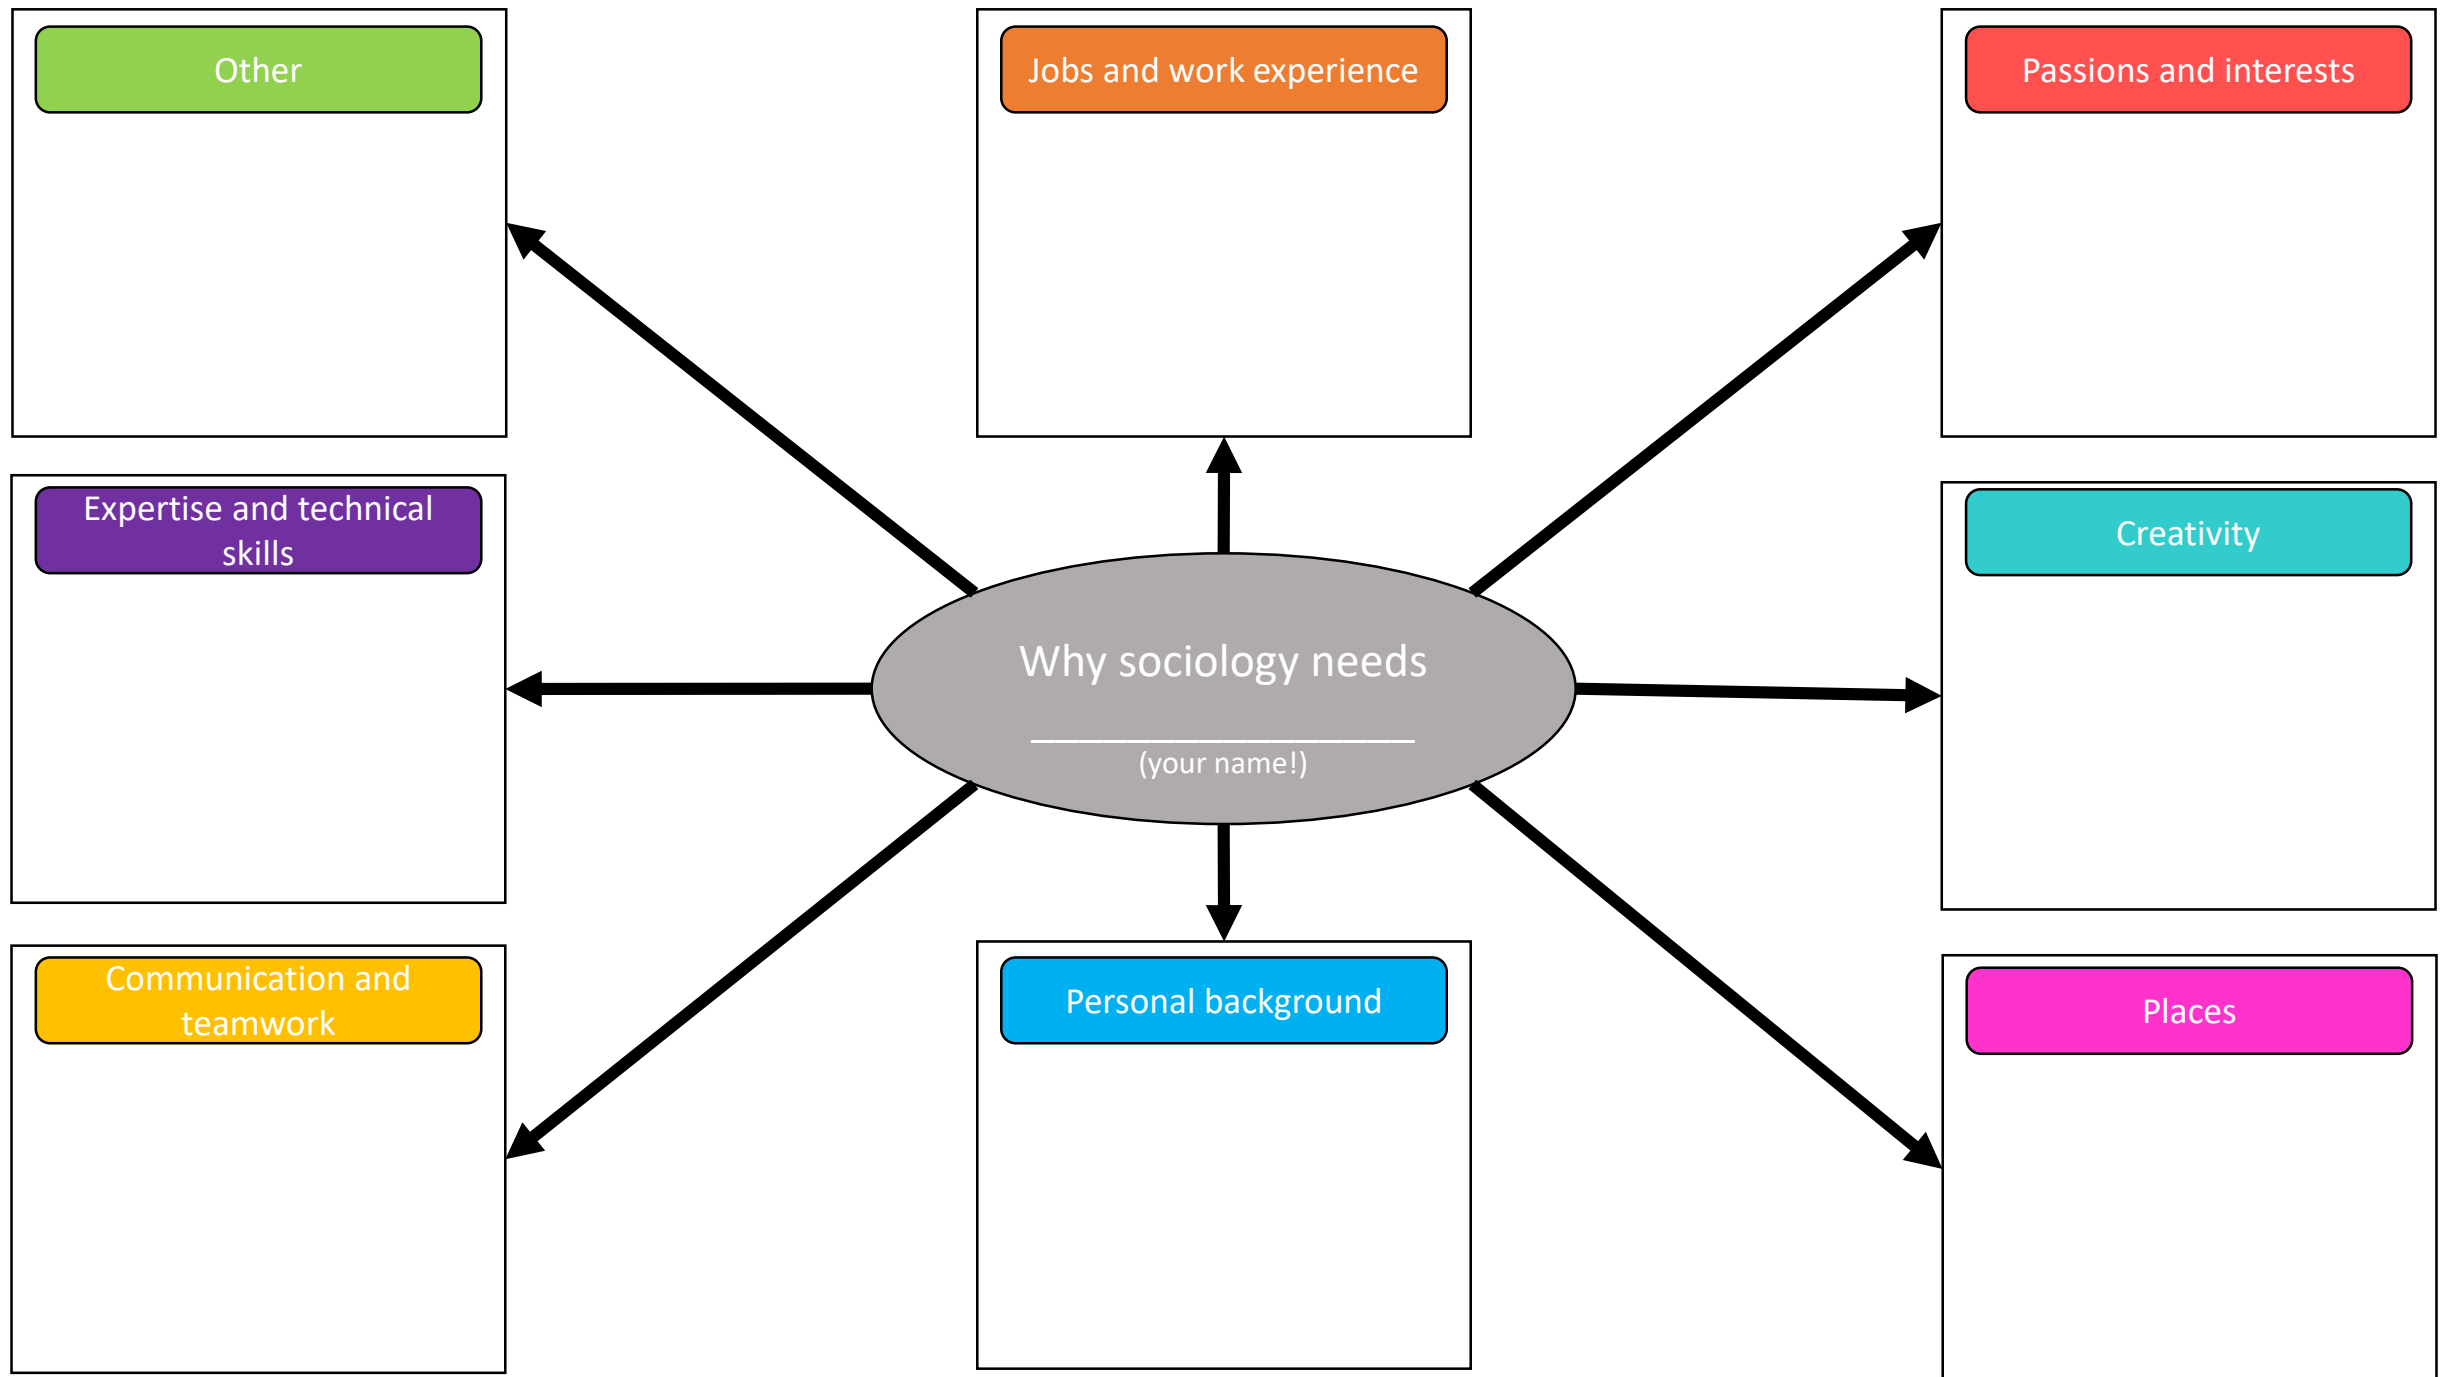 Other
Jobs and work experience
Passions and interests
Expertise and technical
skills
Creativity
Why sociology needs
________________
(your name!)
Communication and
teamwork
Personal background
Places